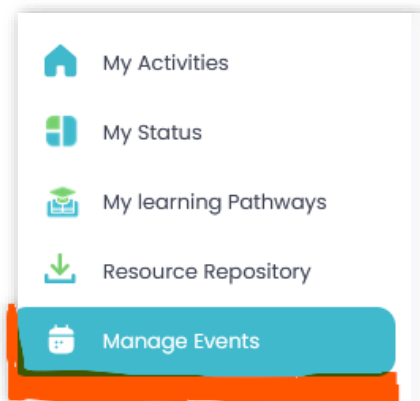 My Activities
My Status
My learning Pathways
Resource Repository
Manage Events